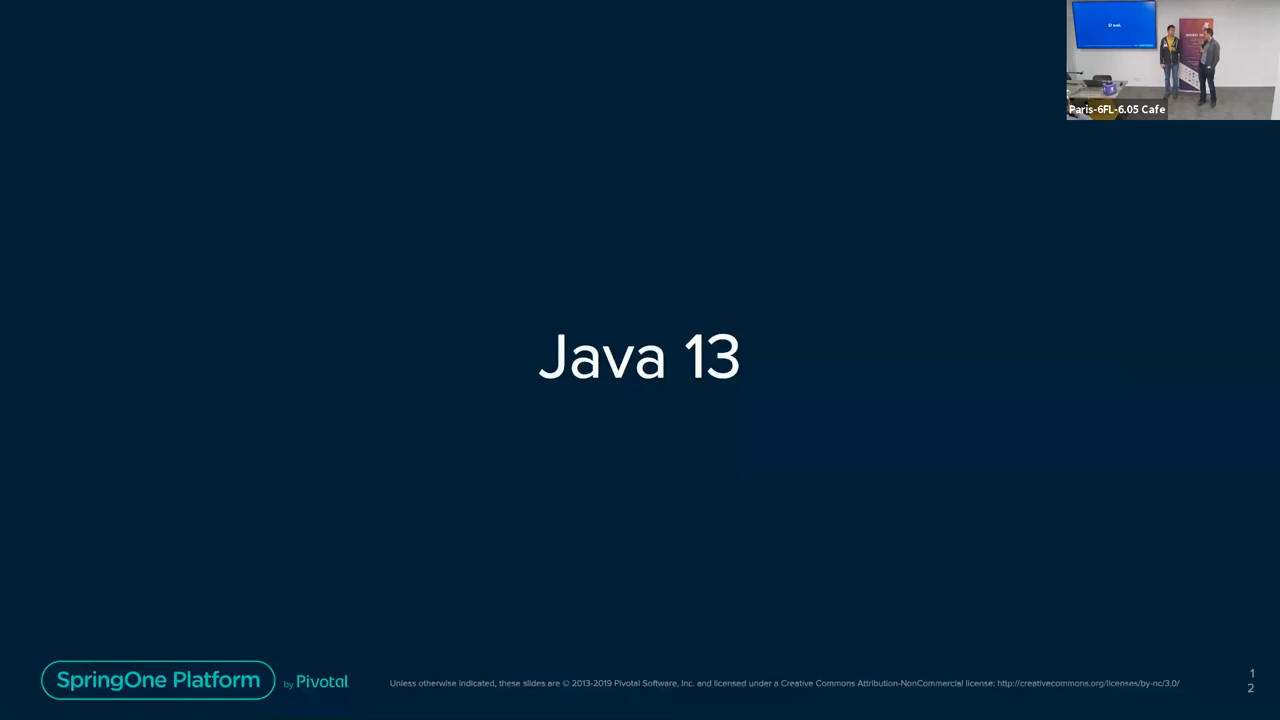 Paris-6FL-6.05 Cafe
Java 13
SpringOne Platform
by Pivotal
Unless otherwise indicated, these slides are © 2013-2019 Pivotal Software, Inc. and licensed under a Creative Commons Attribution-NonCommercial license: http://creativecommons.org/licenses/by-nc/3.0/
1
2